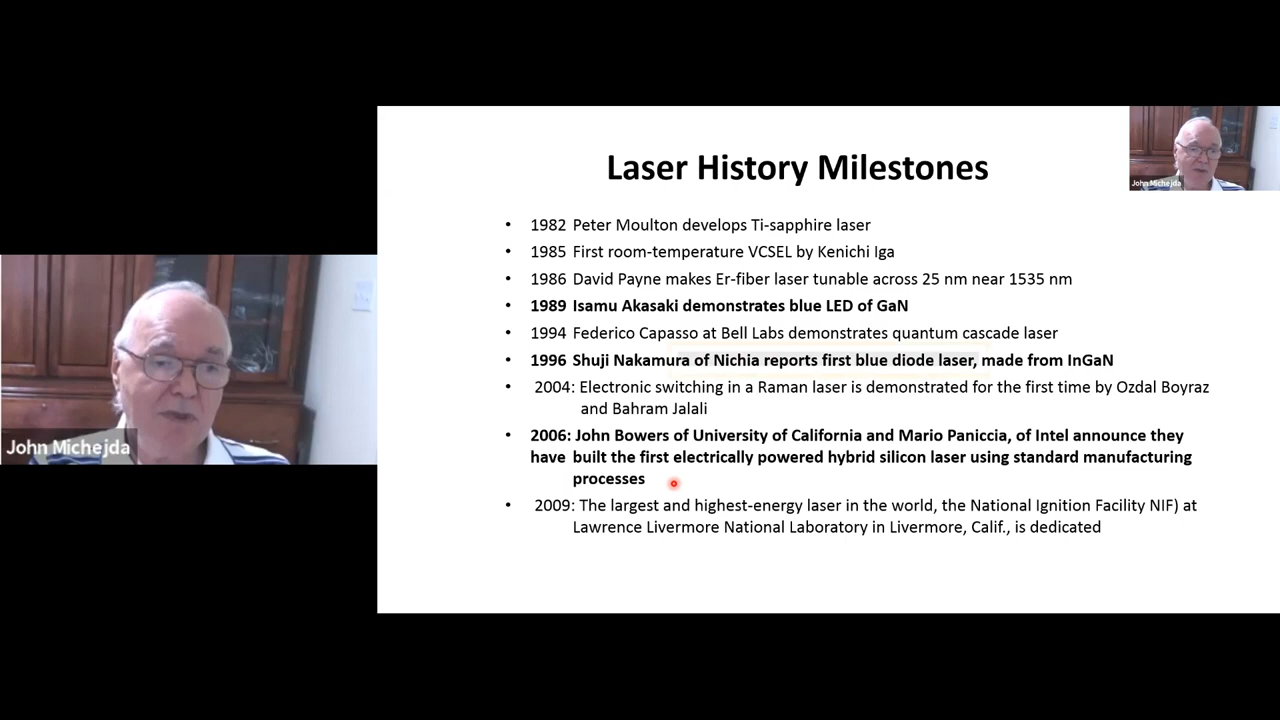 Laser History Milestones
John Michejda
• 1982 Peter Moulton develops Ti-sapphire laser
• 1985 First room-temperature VCSEL by Kenichi Iga
• 1986 David Payne makes Er-fiber laser tunable across 25 nm near 1535 nm
• 1989 Isamu Akasaki demonstrates blue LED of GaN
• 1994 Federico Capasso at Bell Labs demonstrates quantum cascade laser
• 1996 Shuji Nakamura of Nichia reports first blue diode laser, made from InGaN
• 2004: Electronic switching in a Raman laser is demonstrated for the first time by Ozdal Boyraz
and Bahram Jalali
• 2006: John Bowers of University of California and Mario Paniccia, of Intel announce they
have built the first electrically powered hybrid silicon laser using standard manufacturing
processes
• 2009: The largest and highest-energy laser in the world, the National Ignition Facility NIF) at
Lawrence Livermore National Laboratory in Livermore, Calif., is dedicated
John Michejda